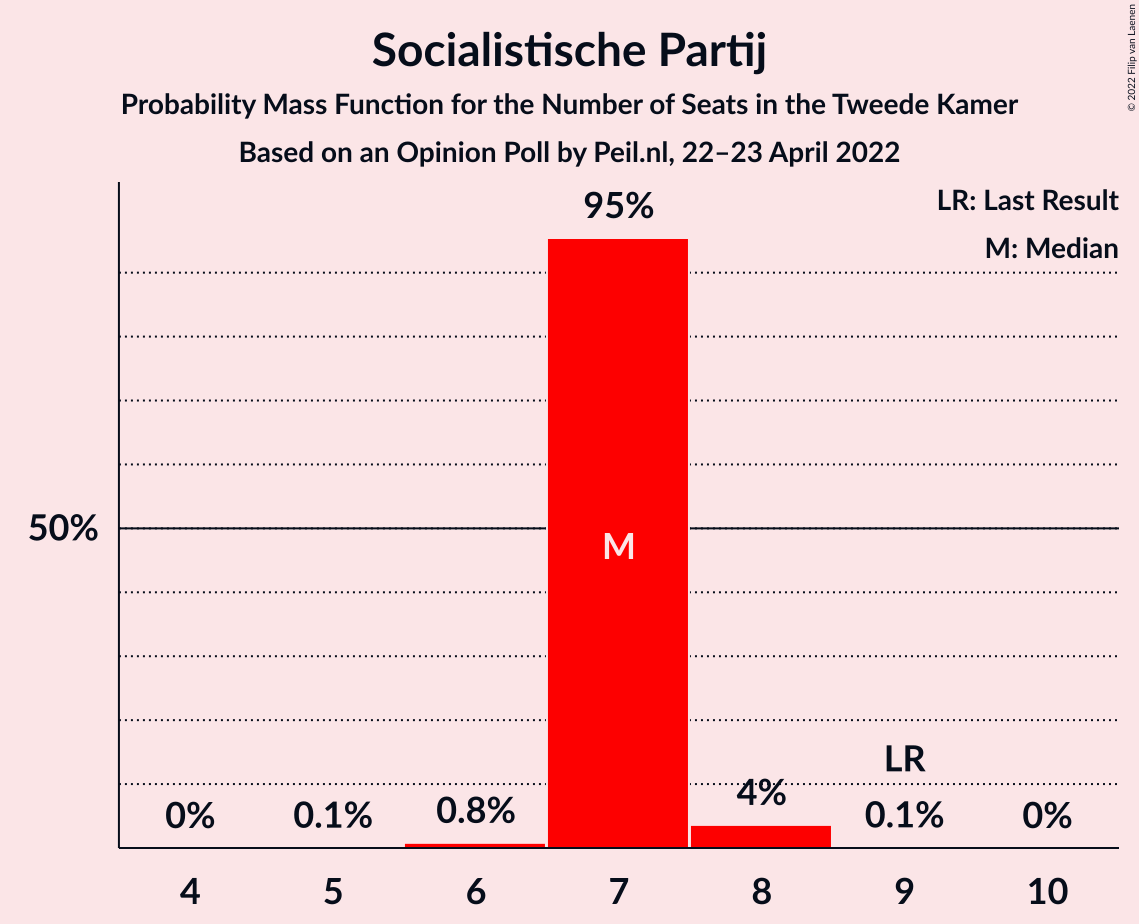 Socialistische Partij
Probability Mass Function for the Number of Seats in the Tweede Kamer
Based on an Opinion Poll by Peil.nl, 22–23 April 2022
© 2022 Filip van Laenen
LR: Last Result
M: Median
95%
50%
M
LR
0%
0.1%
0.8%
4%
0.1%
0%
4
5
6
7
8
9
10